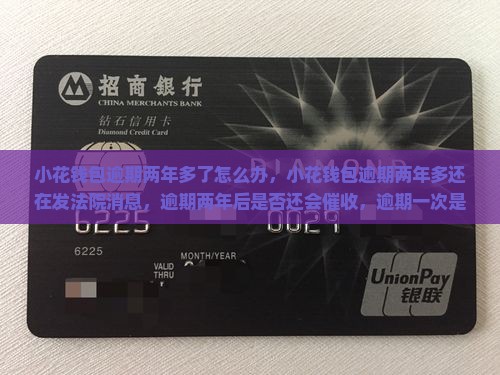 招商銀行
CHINA MERCHANTS BANK
钻石信用卡
Diamond Credit Card
DIAMOND
小花钱包逾期两年多了怎么办，小花钱包逾期两年多还
在发法院消息，逾期两年后是否还会催收，逾期一次是
6225 0029
6225
MONTH/YEAR
VALID
THRU
UnionPay
银联